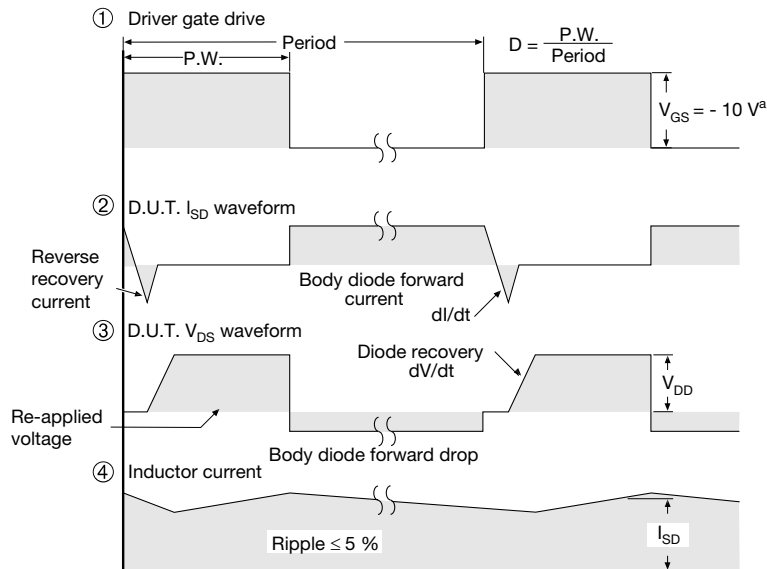 ① Driver gate drive
Period
P.W.
D = P.W.
Period
V_GS = - 10 V^a
② D.U.T. I_SD waveform
Reverse
recovery
current
Body diode forward
current
dI/dt
③ D.U.T. V_DS waveform
Diode recovery
dV/dt
V_DD
Re-applied
voltage
Body diode forward drop
④ Inductor current
Ripple ≤ 5 %
I_SD